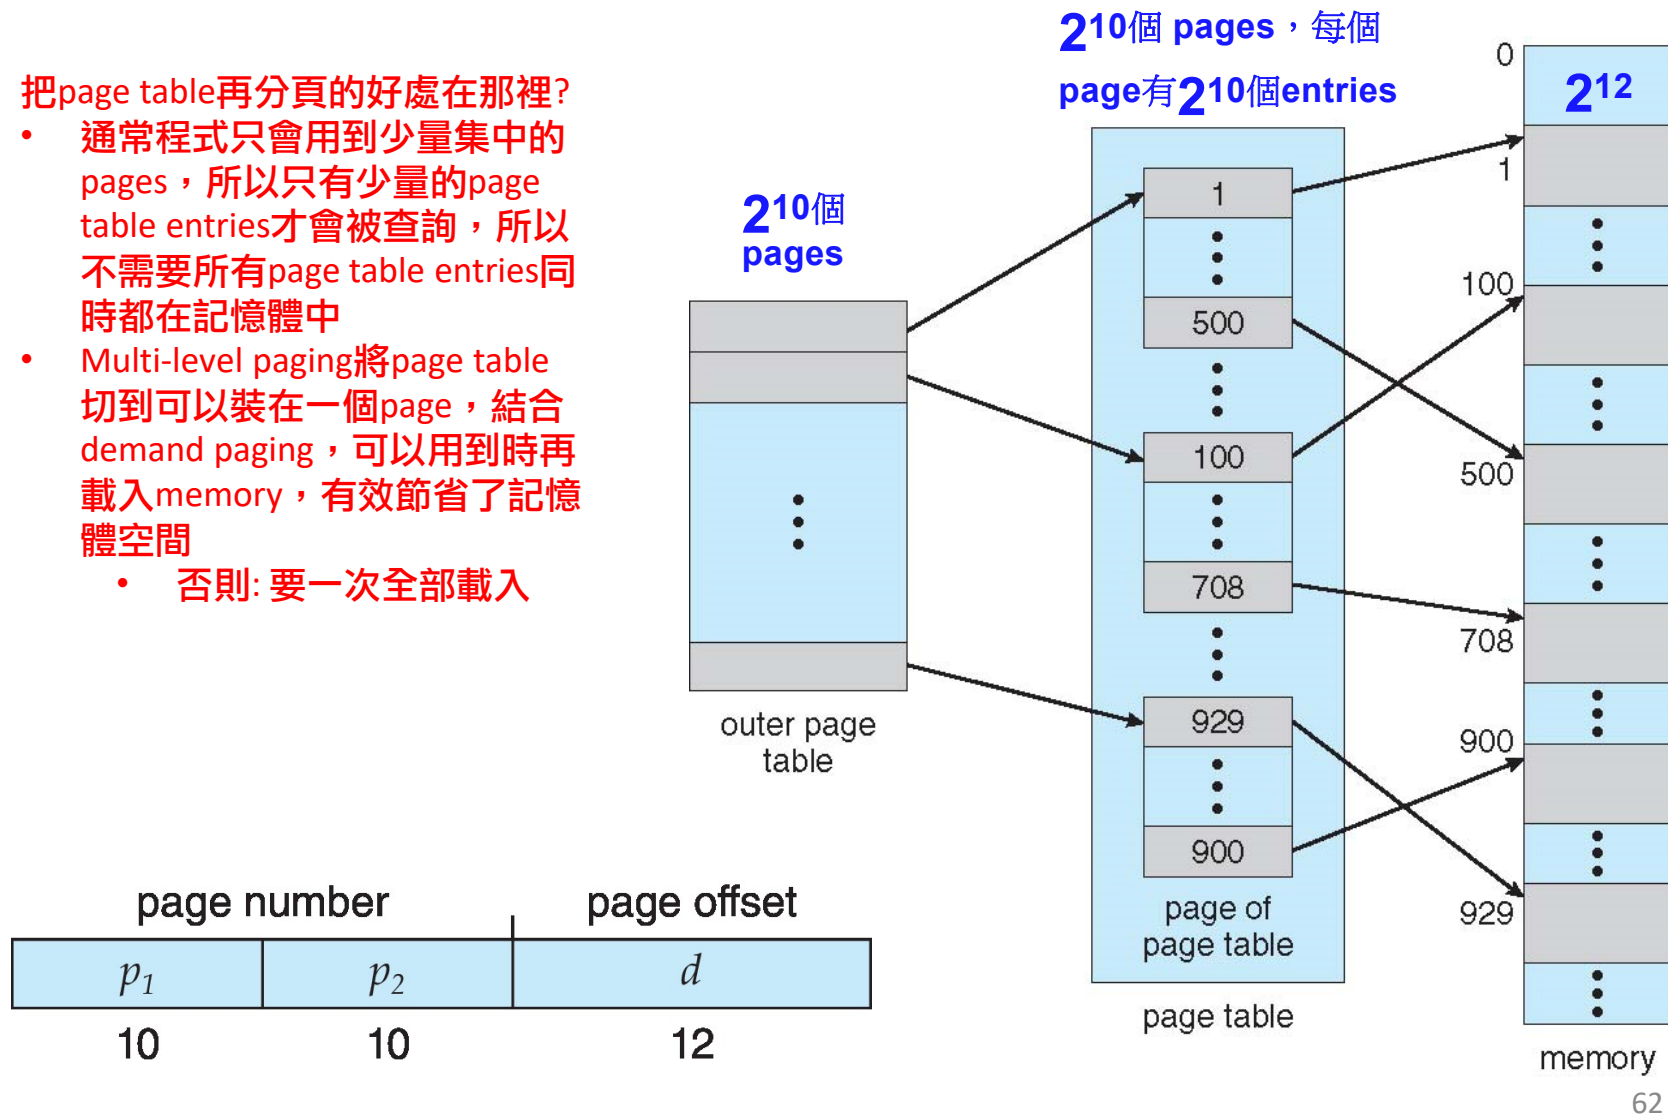 把page table再分頁的好處在那裡?
• 通常程式只會用到少量集中的
pages，所以只有少量的page
table entries才會被查詢，所以
不需要所有page table entries同
時都在記憶體中
• Multi-level paging將page table
切到可以裝在一個page，結合
demand paging，可以用到時再
載入memory，有效節省了記憶
體空間
• 否則: 要一次全部載入
2¹⁰個
pages
outer page
table
2¹⁰個 pages，每個
page有2¹⁰個entries
1
500
100
708
929
900
page of
page table
page table
0
2¹²
1
100
500
708
900
929
memory
page number page offset
p₁ p₂ d
10 10 12
62